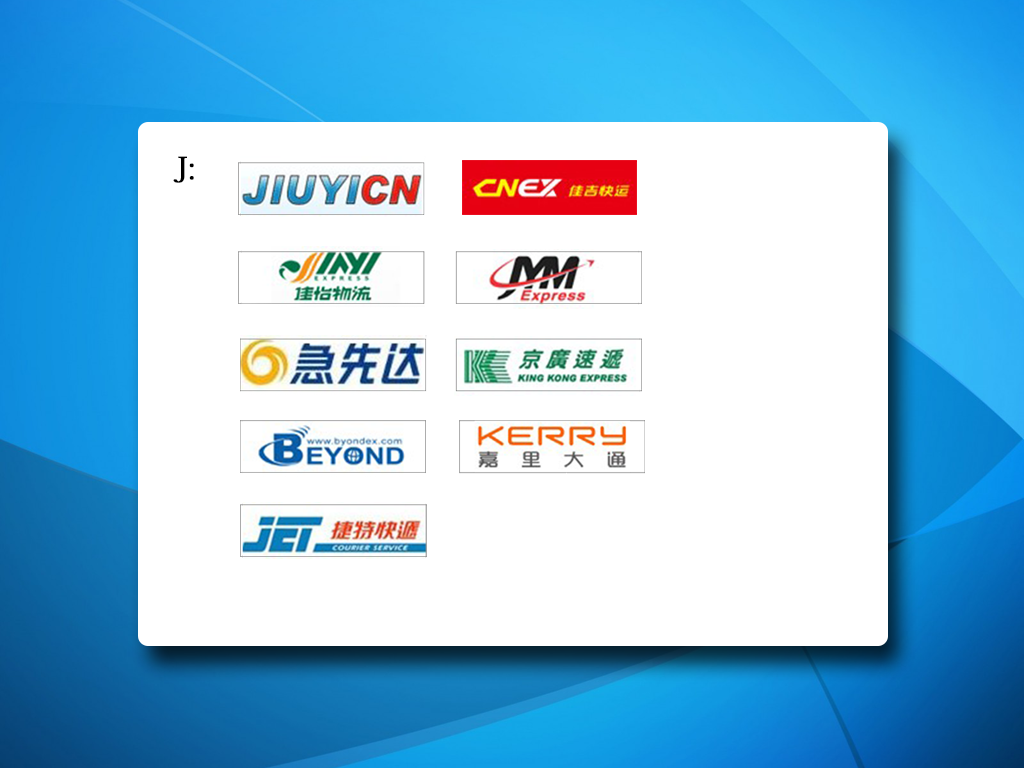 J:
JIUYICN
CNEX 佳吉快运
JIAYI
EXPRESS
佳怡物流
JYM
Express
急先达
京廣速遞
KING KONG EXPRESS
www.byondex.com
BEYOND
KERRY
嘉里大通
JET 捷特快遞
COURIER SERVICE